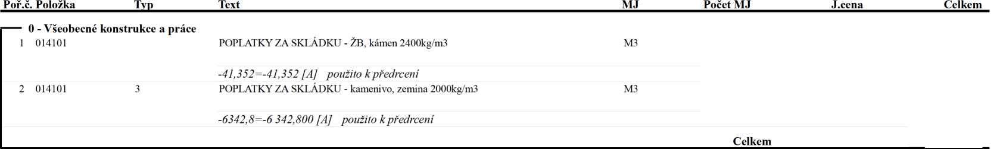 Poř.č. Položka Typ Text MJ Počet MJ J.cena Celkem
0 - Všeobecné konstrukce a práce
1 014101 POPLATKY ZA SKLÁDKU - ŽB, kámen 2400kg/m3 M3
-41,352=-41,352 [A] použito k předrcení
2 014101 3 POPLATKY ZA SKLÁDKU - kamenivo, zemina 2000kg/m3 M3
-6342,8=-6 342,800 [A] použito k předrcení
Celkem